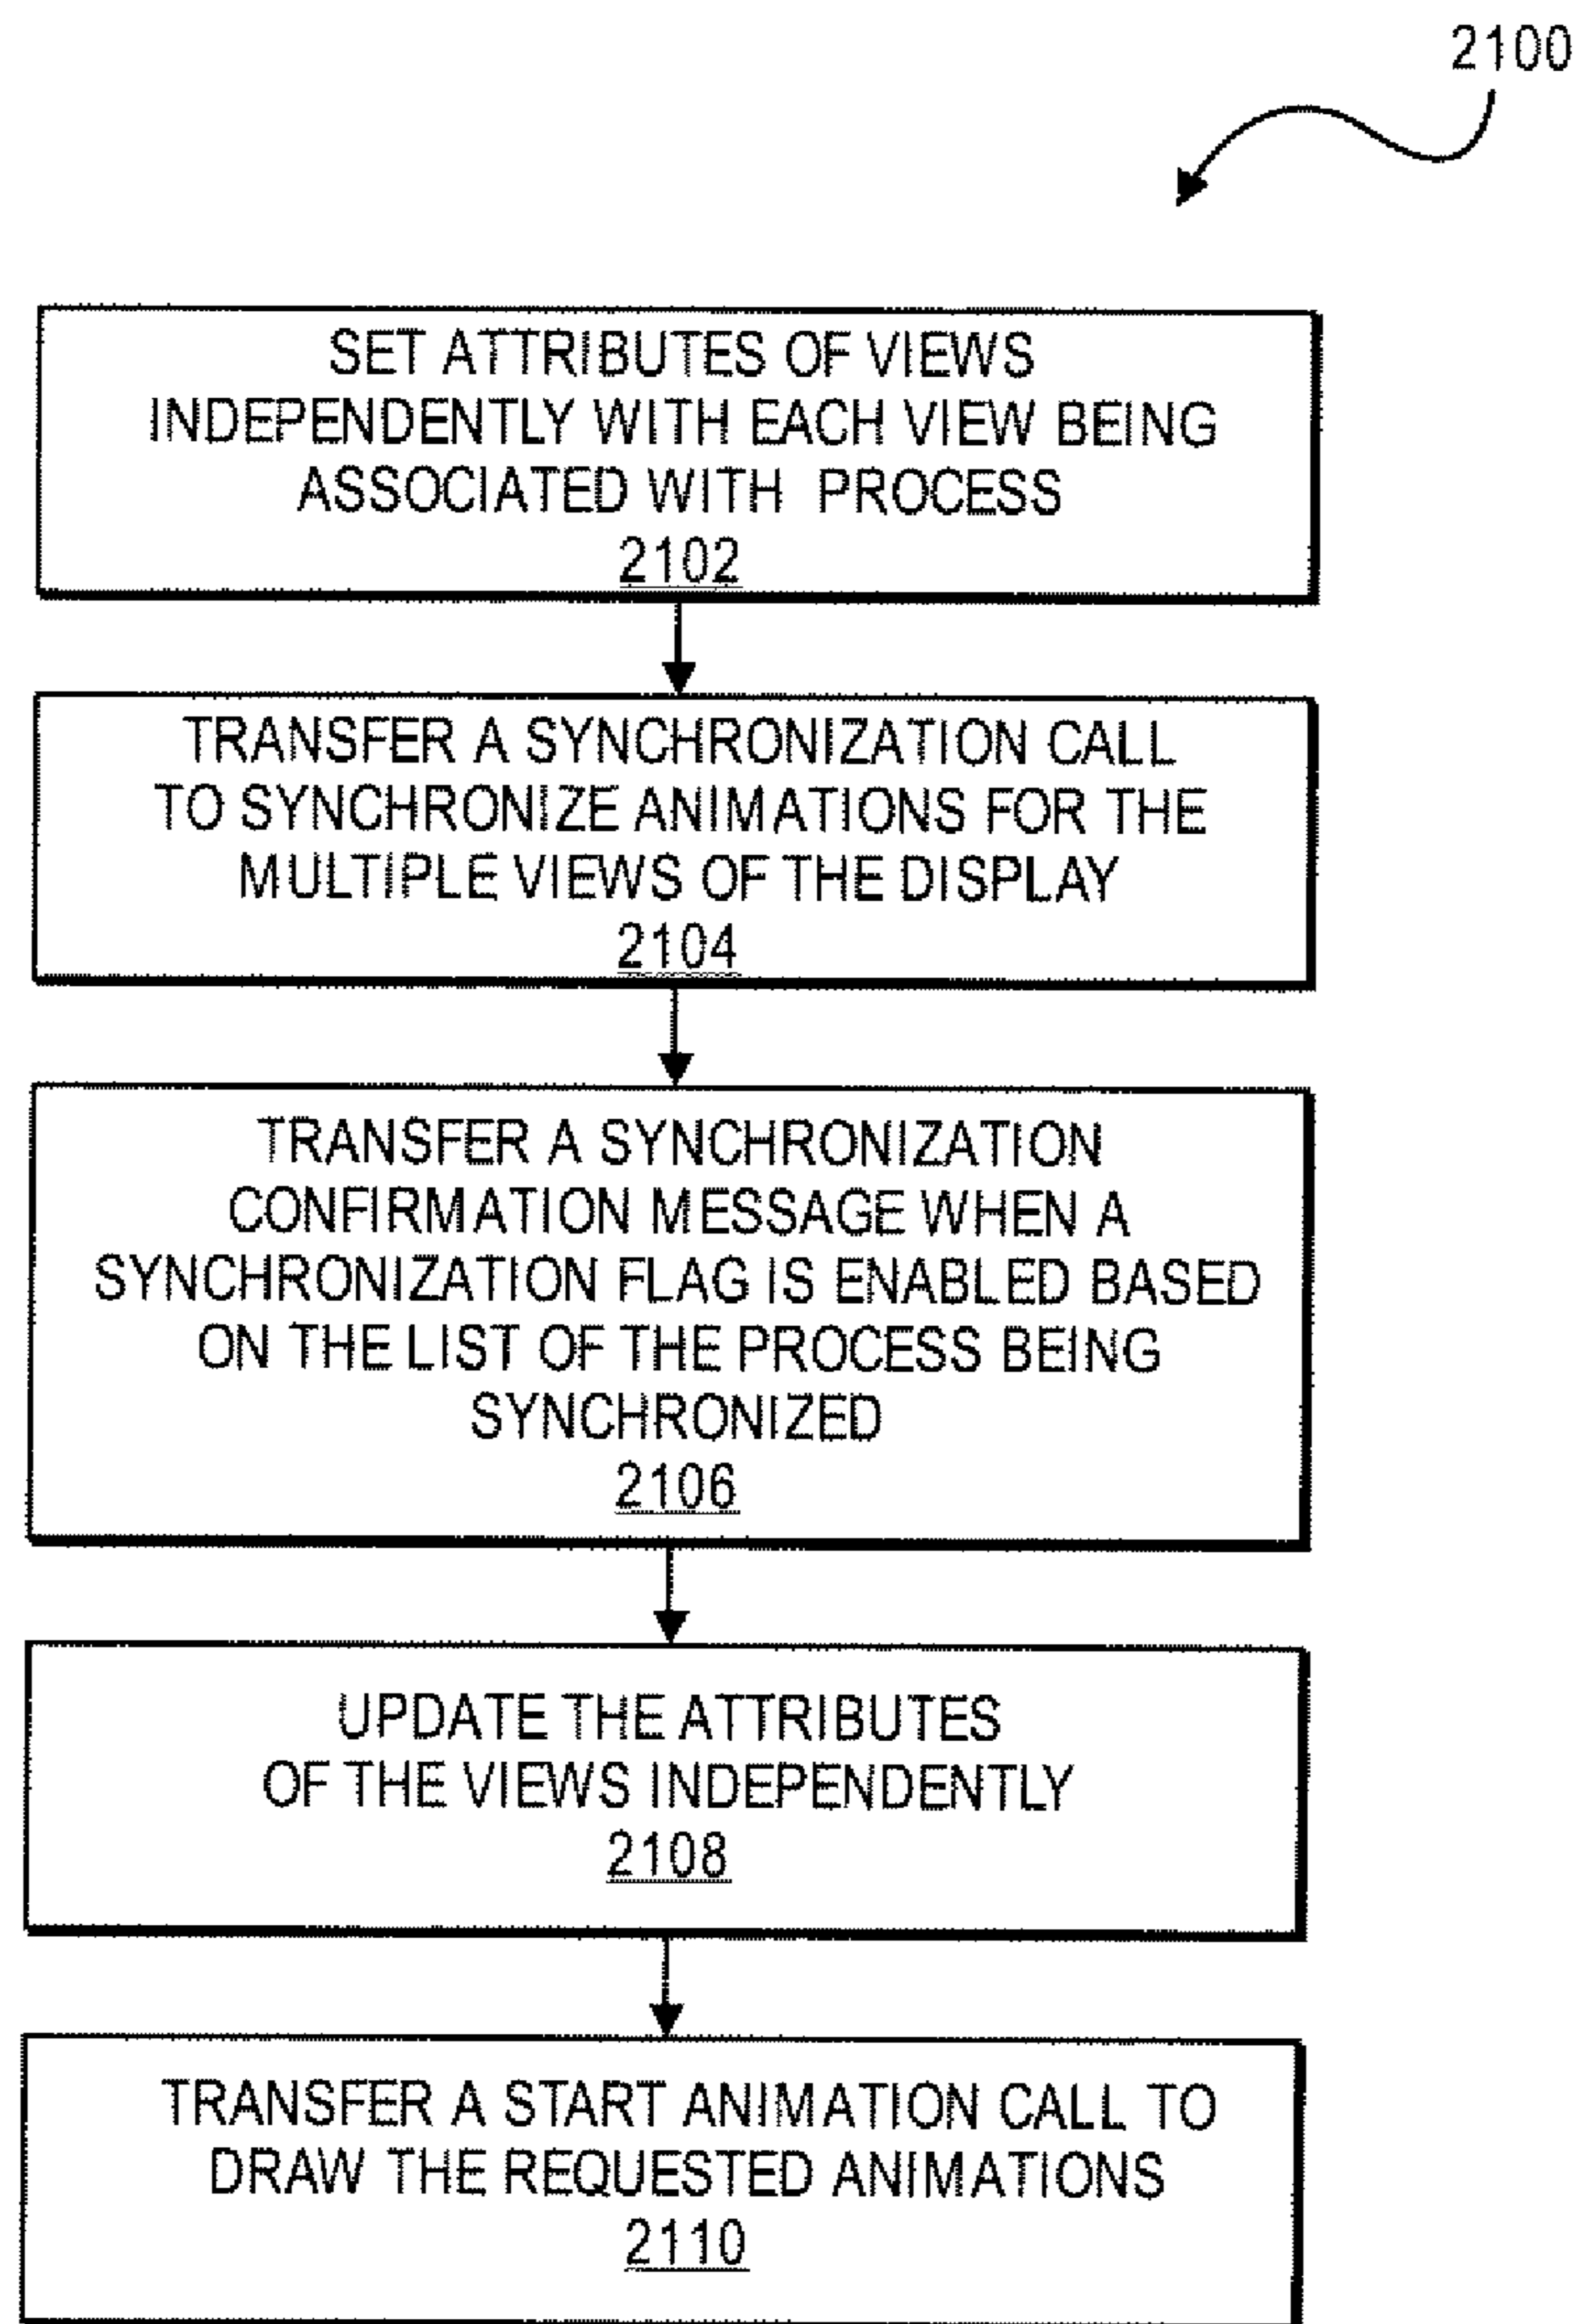 2100
SET ATTRIBUTES OF VIEWS
INDEPENDENTLY WITH EACH VIEW BEING
ASSOCIATED WITH PROCESS
2102
TRANSFER A SYNCHRONIZATION CALL
TO SYNCHRONIZE ANIMATIONS FOR THE
MULTIPLE VIEWS OF THE DISPLAY
2104
TRANSFER A SYNCHRONIZATION
CONFIRMATION MESSAGE WHEN A
SYNCHRONIZATION FLAG IS ENABLED BASED
ON THE LIST OF THE PROCESS BEING
SYNCHRONIZED
2106
UPDATE THE ATTRIBUTES
OF THE VIEWS INDEPENDENTLY
2108
TRANSFER A START ANIMATION CALL TO
DRAW THE REQUESTED ANIMATIONS
2110